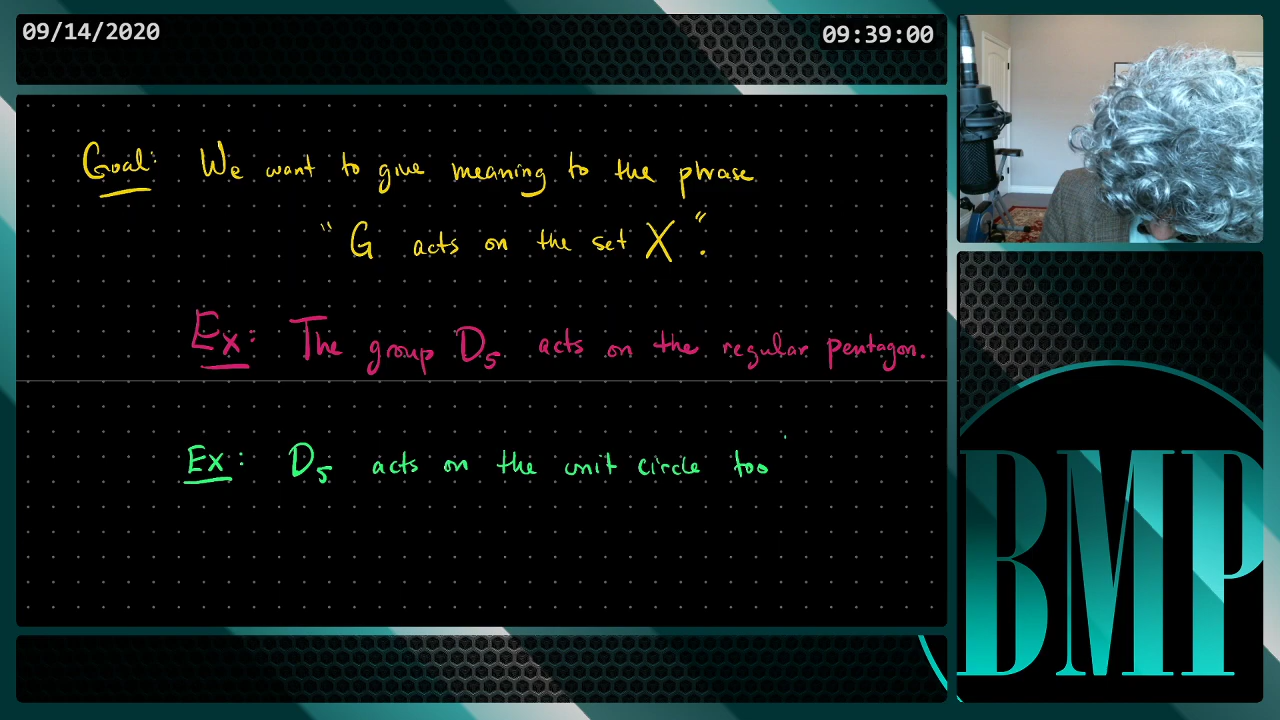 09/14/2020
09:39:00
Goal: We want to give meaning to the phrase
"G acts on the set X".
Ex: The group D5 acts on the regular pentagon.
Ex: D5 acts on the unit circle too
BMP